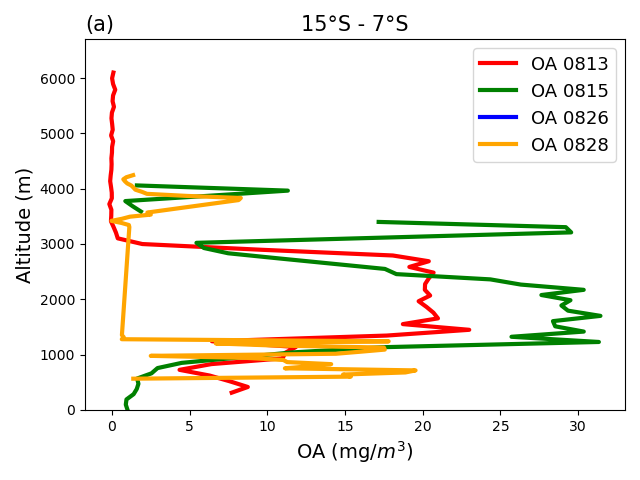 (a)
15°S - 7°S
OA 0813
OA 0815
OA 0826
OA 0828
Altitude (m)
6000
5000
4000
3000
2000
1000
0
0 5 10 15 20 25 30
OA (mg/m³)